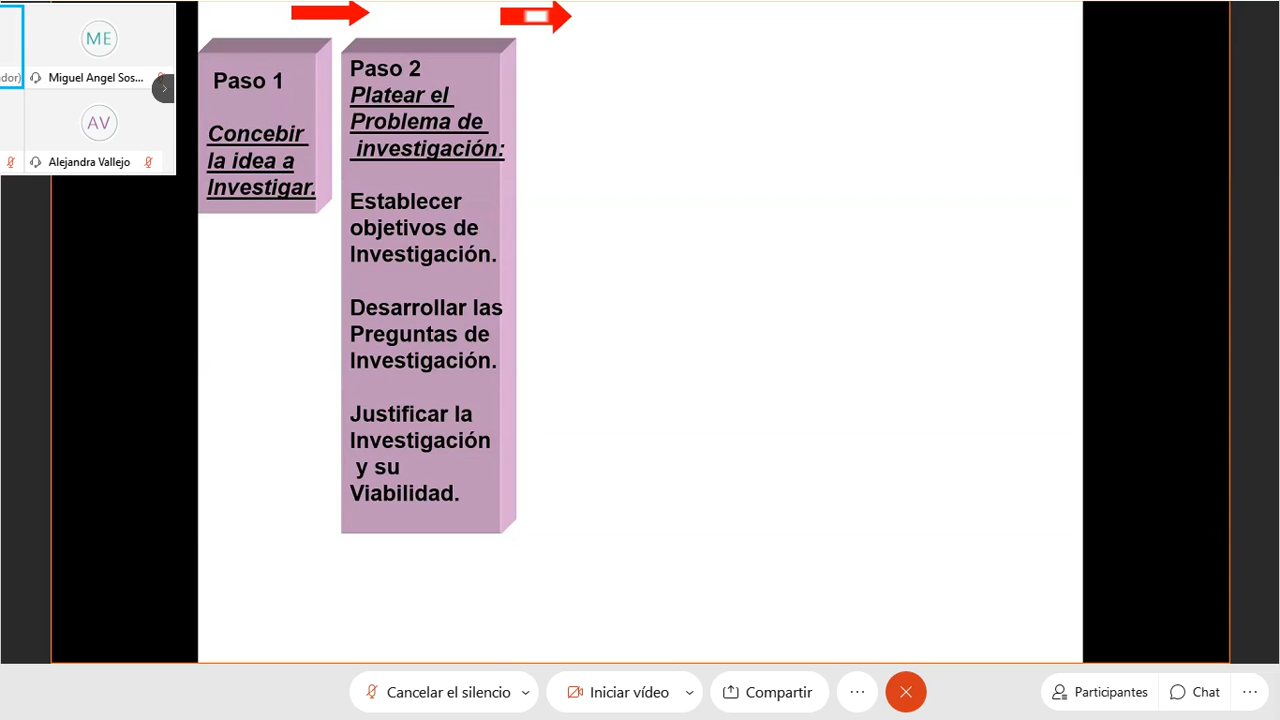 ME
ador)
Miguel Angel Sos...
AV
Alejandra Vallejo
Paso 1
Concebir
la idea a
Investigar.
Paso 2
Platear el
Problema de
investigación:
Establecer
objetivos de
Investigación.
Desarrollar las
Preguntas de
Investigación.
Justificar la
Investigación
y su
Viabilidad.
Cancelar el silencio
Iniciar vídeo
Compartir
Participantes
Chat